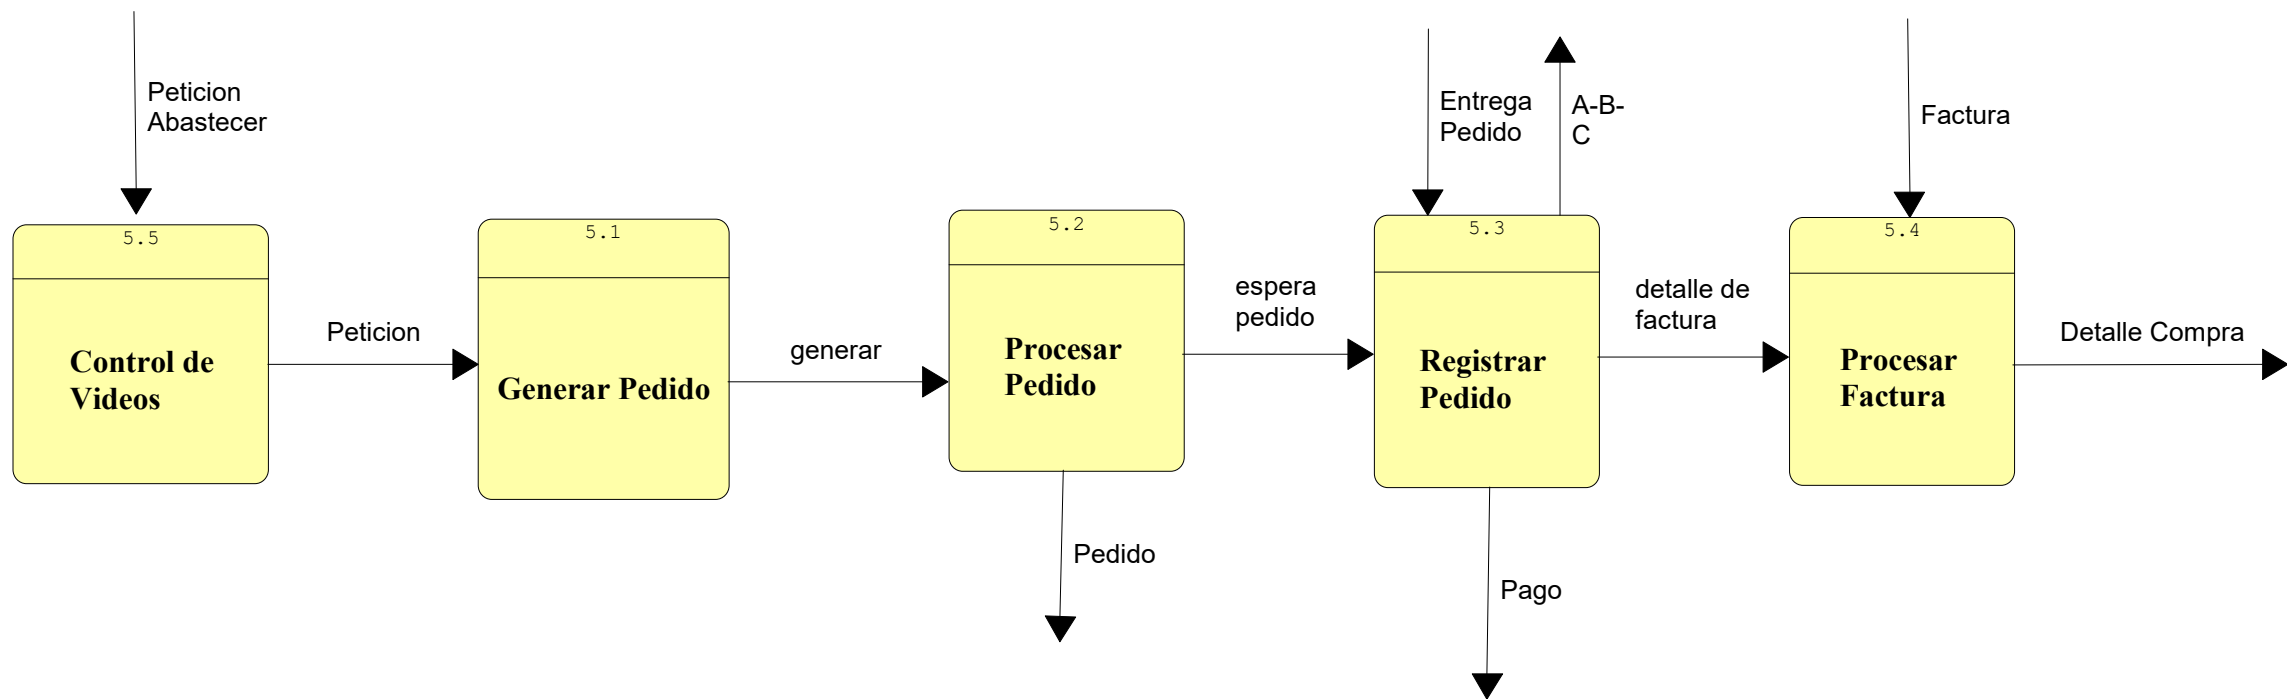 Peticion
Abastecer
Entrega
Pedido
A-B-
C
Factura
5.5
Control de
Videos
Peticion
5.1
Generar Pedido
generar
5.2
Procesar
Pedido
espera
pedido
Pedido
5.3
Registrar
Pedido
detalle de
factura
Pago
5.4
Procesar
Factura
Detalle Compra